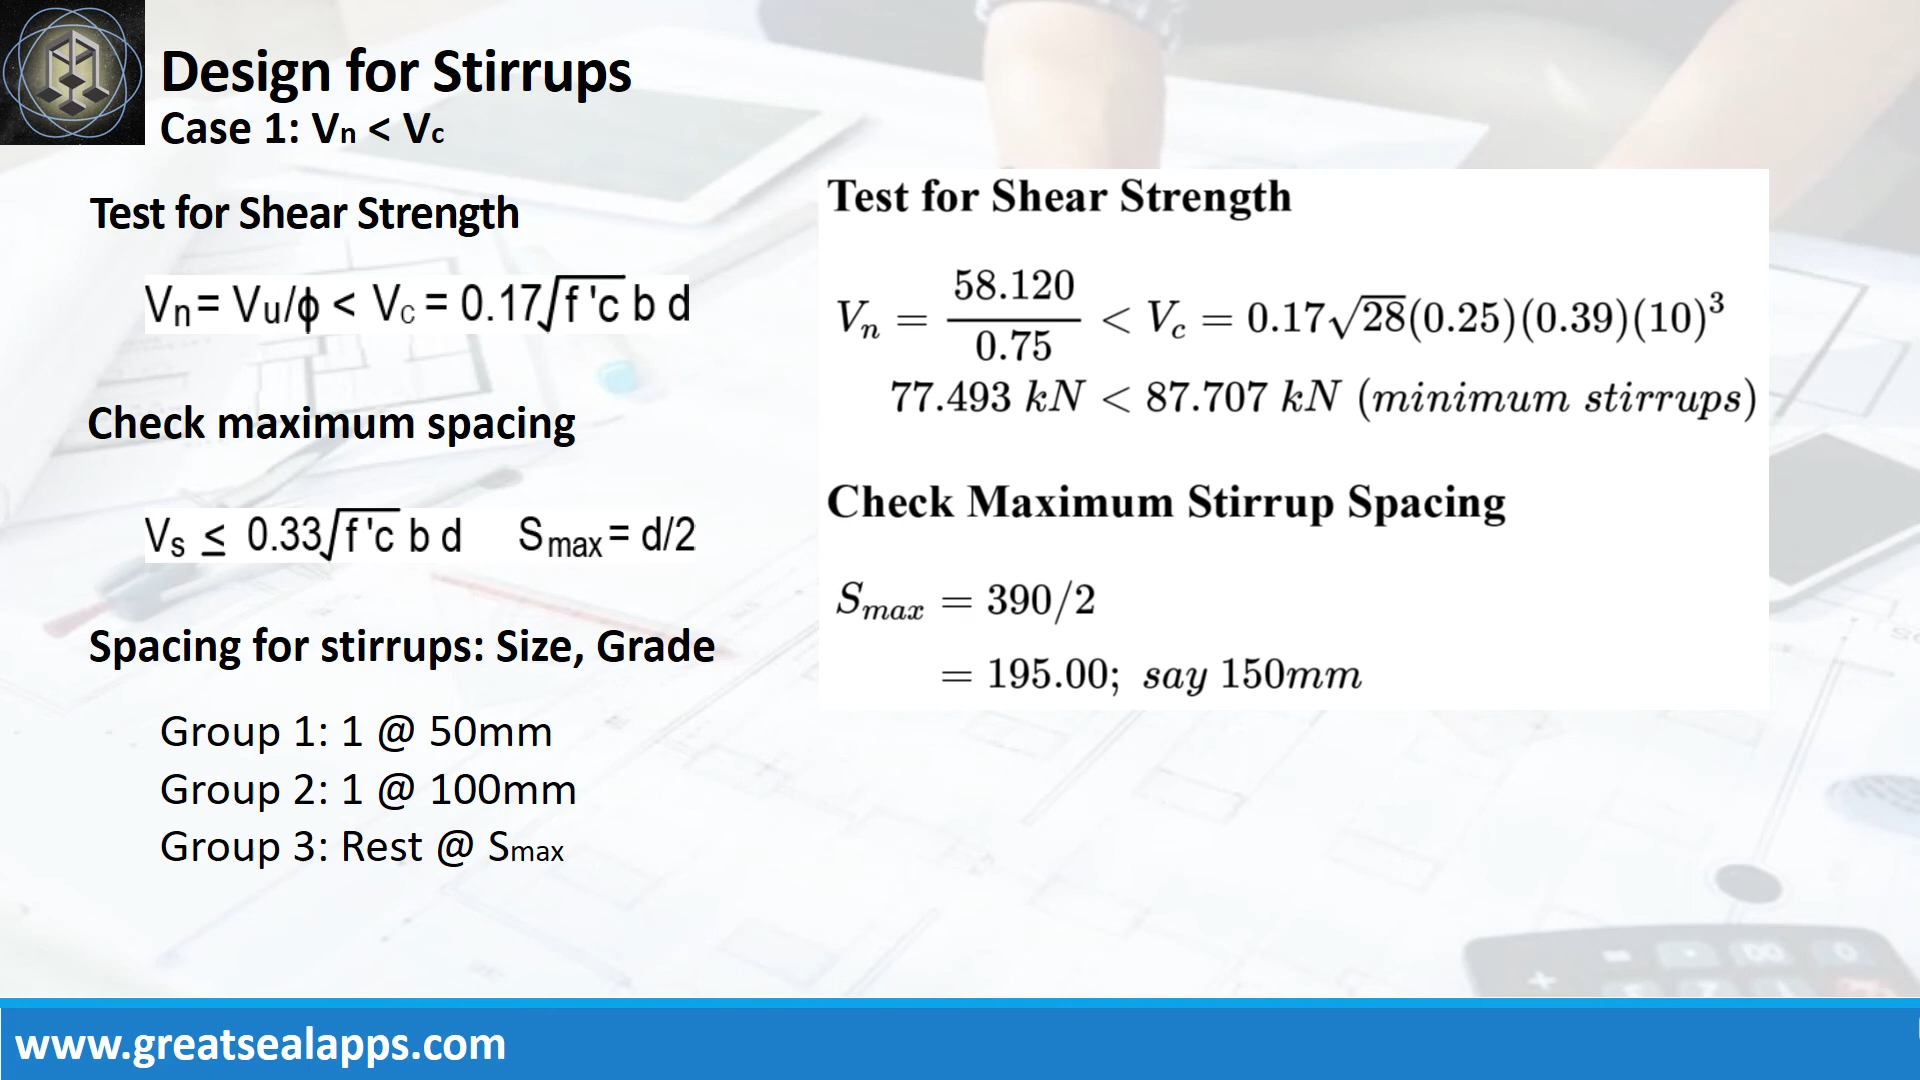 Design for Stirrups
Case 1: Vn < Vc
Test for Shear Strength
Vn = Vu/ϕ < Vc = 0.17√f 'c b d
Check maximum spacing
Vs ≤ 0.33√f 'c b d Smax = d/2
Spacing for stirrups: Size, Grade
Group 1: 1 @ 50mm
Group 2: 1 @ 100mm
Group 3: Rest @ Smax
Test for Shear Strength
Vn = 58.120/0.75 < Vc = 0.17√28(0.25)(0.39)(10)³
77.493 kN < 87.707 kN (minimum stirrups)
Check Maximum Stirrup Spacing
Smax = 390/2
= 195.00; say 150mm
www.greatsealapps.com